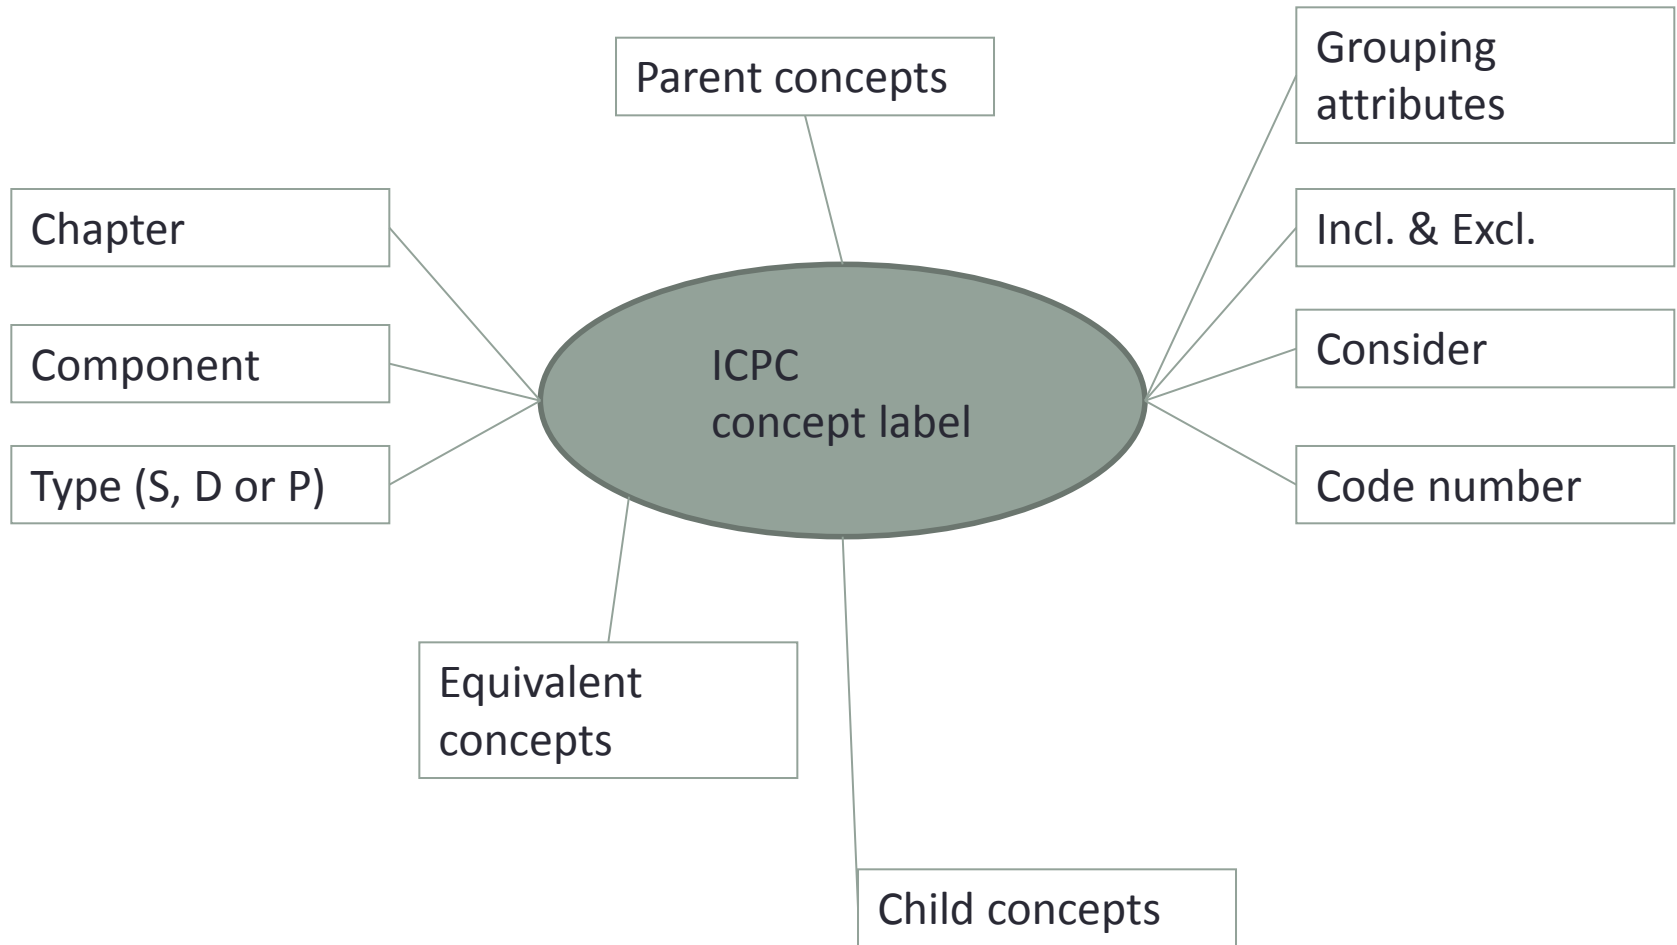 Parent concepts
Grouping
attributes
Chapter
Incl. & Excl.
Component
ICPC
concept label
Consider
Type (S, D or P)
Code number
Equivalent
concepts
Child concepts